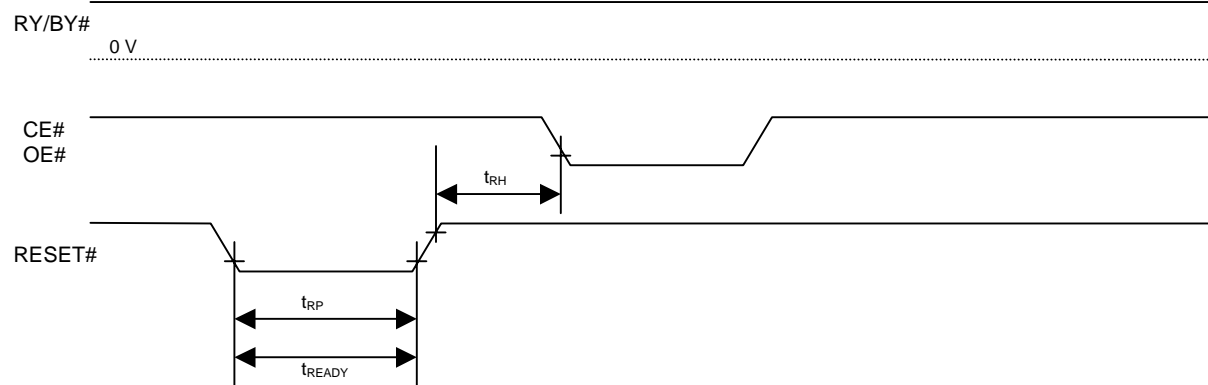 RY/BY#
0 V
CE#
OE#
tRH
RESET#
tRP
tREADY